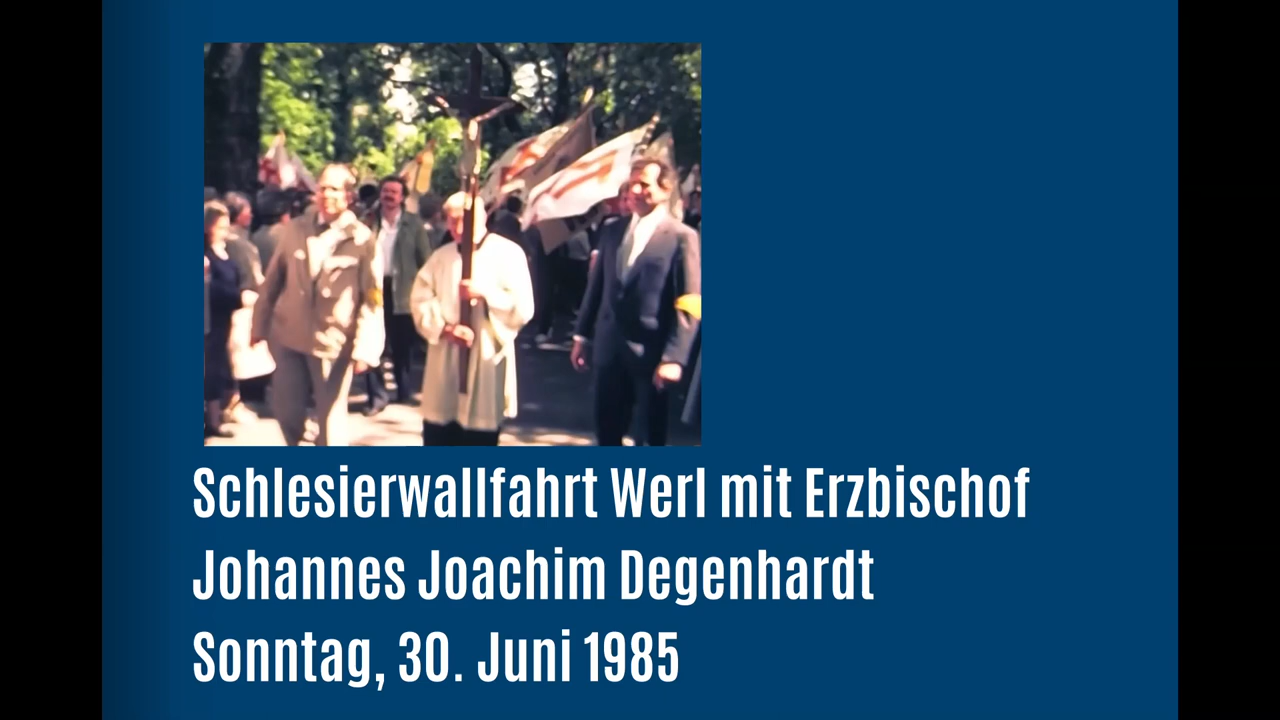 Schlesierwallfahrt Werl mit Erzbischof
Johannes Joachim Degenhardt
Sonntag, 30. Juni 1985